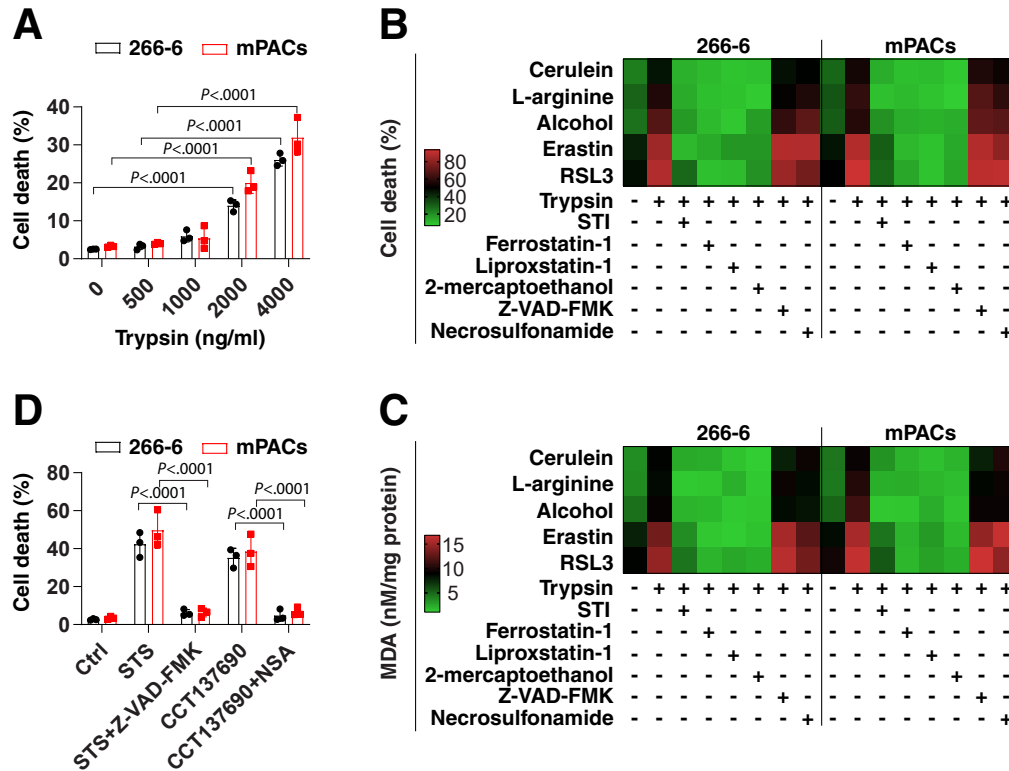 A
266-6 mPACs
P<.0001
P<.0001
P<.0001
P<.0001
Cell death (%)
40
30
20
10
0
0 500 1000 2000 4000
Trypsin (ng/ml)
B
266-6 mPACs
Cerulein
L-arginine
Alcohol
Erastin
RSL3
Cell death (%)
80
60
40
20
Trypsin - + + + + + + + - + + + + + + +
STI - - + - - - - - - - + - - - - -
Ferrostatin-1 - - - + - - - - - - - + - - - -
Liproxstatin-1 - - - - + - - - - - - - + - - -
2-mercaptoethanol - - - - - + - - - - - - - + - -
Z-VAD-FMK - - - - - - + - - - - - - - + -
Necrosulfonamide - - - - - - - + - - - - - - - +
D
266-6 mPACs
P<.0001
P<.0001
P<.0001
P<.0001
Cell death (%)
80
60
40
20
0
Ctrl STS STS+Z-VAD-FMK CCT137690 CCT137690+NSA
C
266-6 mPACs
Cerulein
L-arginine
Alcohol
Erastin
RSL3
MDA (nM/mg protein)
15
10
5
Trypsin - + + + + + + + - + + + + + + +
STI - - + - - - - - - - + - - - - -
Ferrostatin-1 - - - + - - - - - - - + - - - -
Liproxstatin-1 - - - - + - - - - - - - + - - -
2-mercaptoethanol - - - - - + - - - - - - - + - -
Z-VAD-FMK - - - - - - + - - - - - - - + -
Necrosulfonamide - - - - - - - + - - - - - - - +